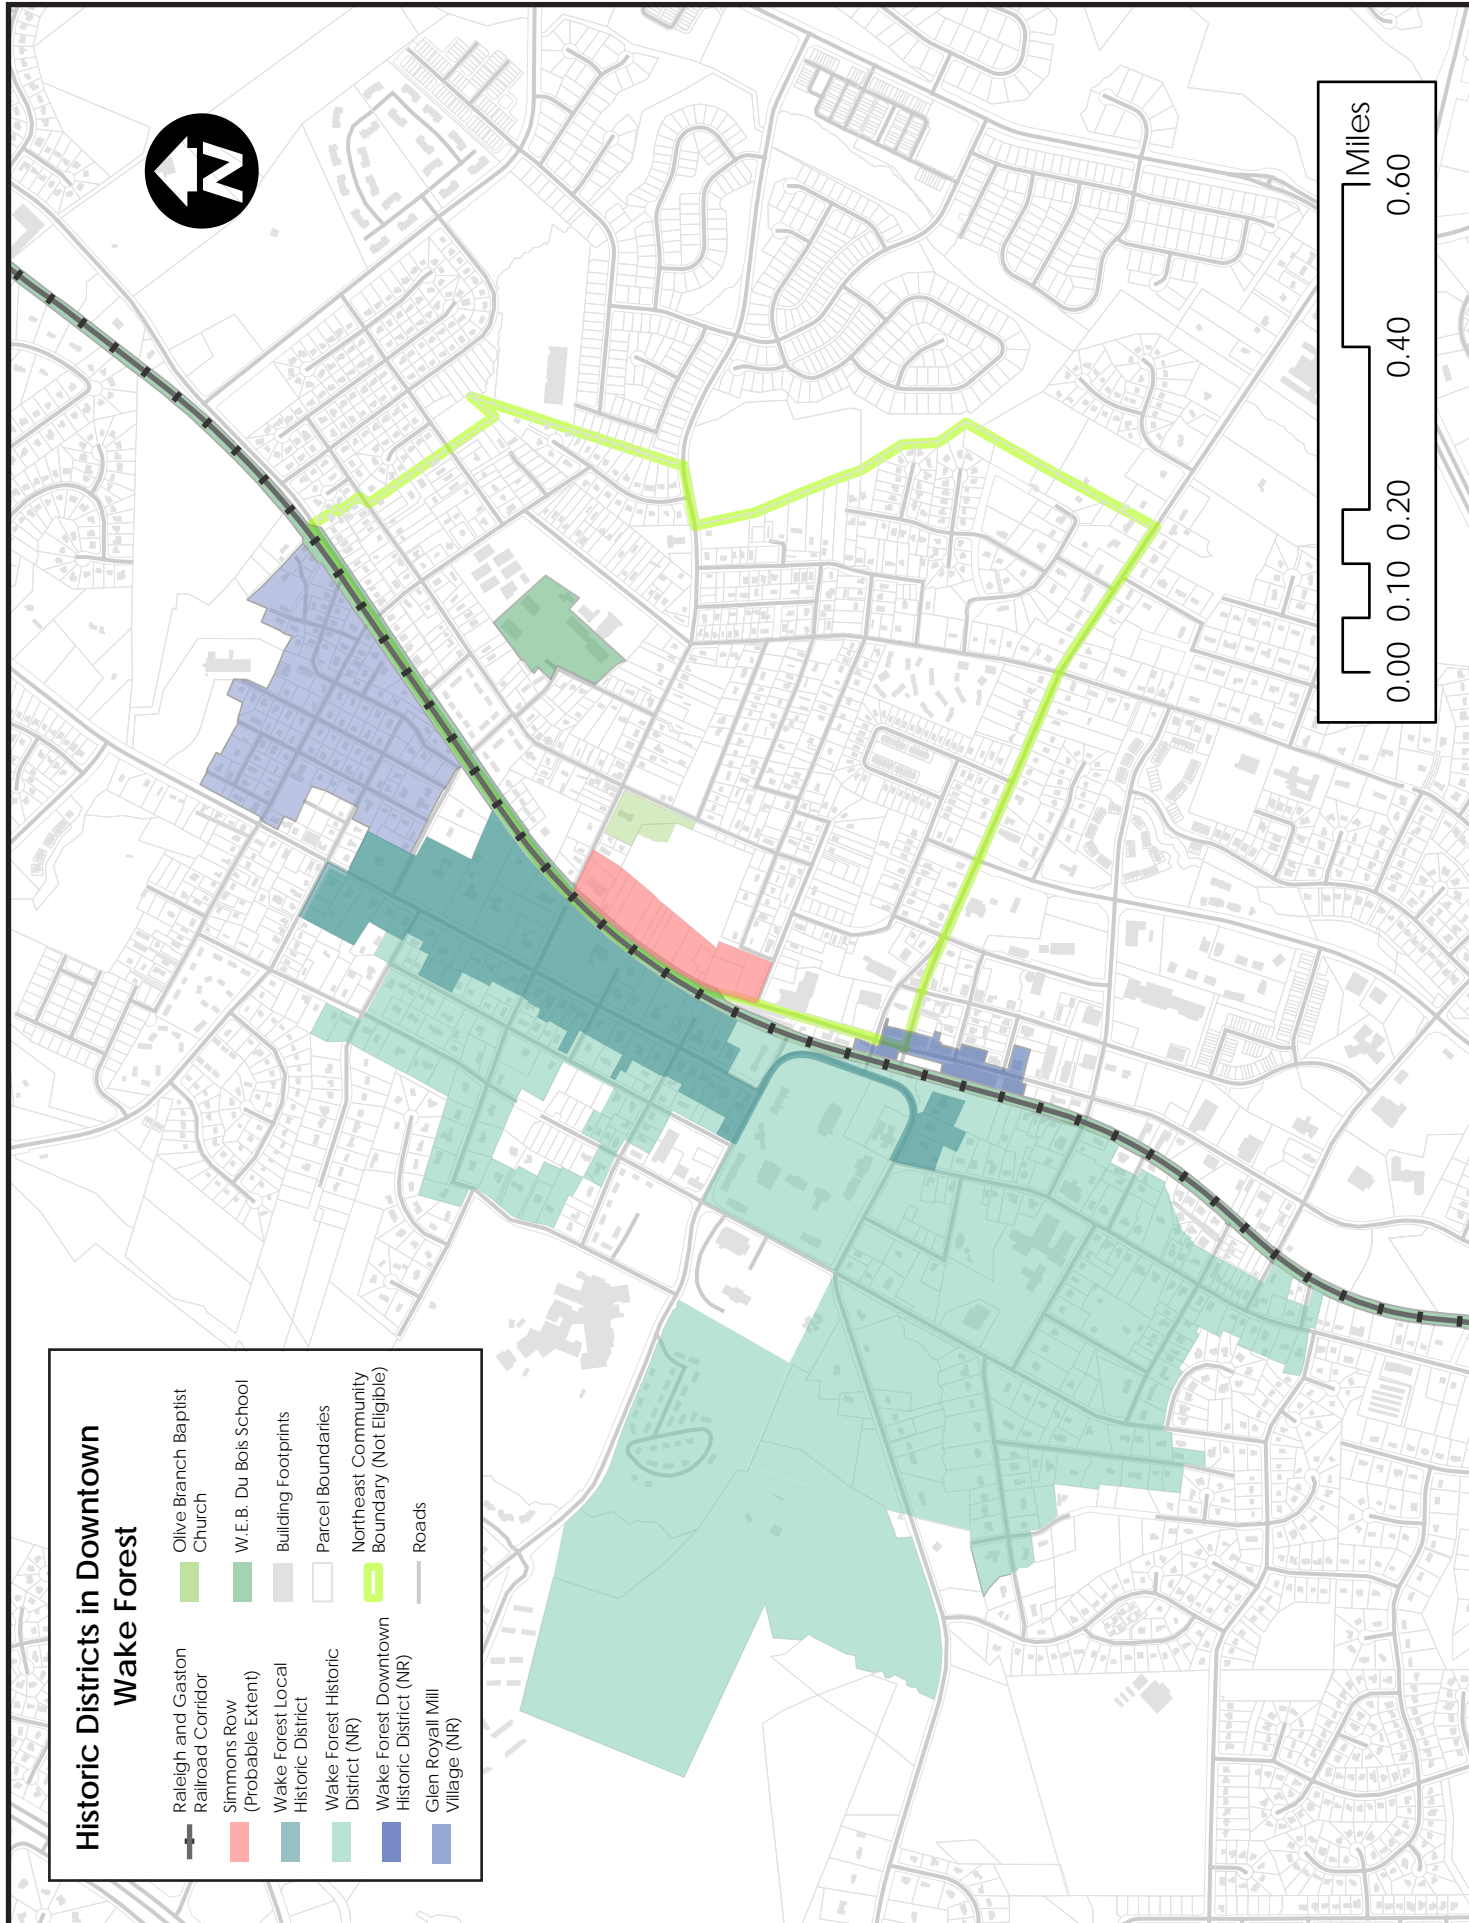 Historic Districts in Downtown
Wake Forest
Raleigh and Gaston
Railroad Corridor
Simmons Row
(Probable Extent)
Wake Forest Local
Historic District
Wake Forest Historic
District (NR)
Wake Forest Downtown
Historic District (NR)
Glen Royall Mill
Village (NR)
Olive Branch Baptist
Church
W.E.B. Du Bois School
Building Footprints
Parcel Boundaries
Northeast Community
Boundary (Not Eligible)
Roads
N
Miles
0.00 0.10 0.20 0.40 0.60